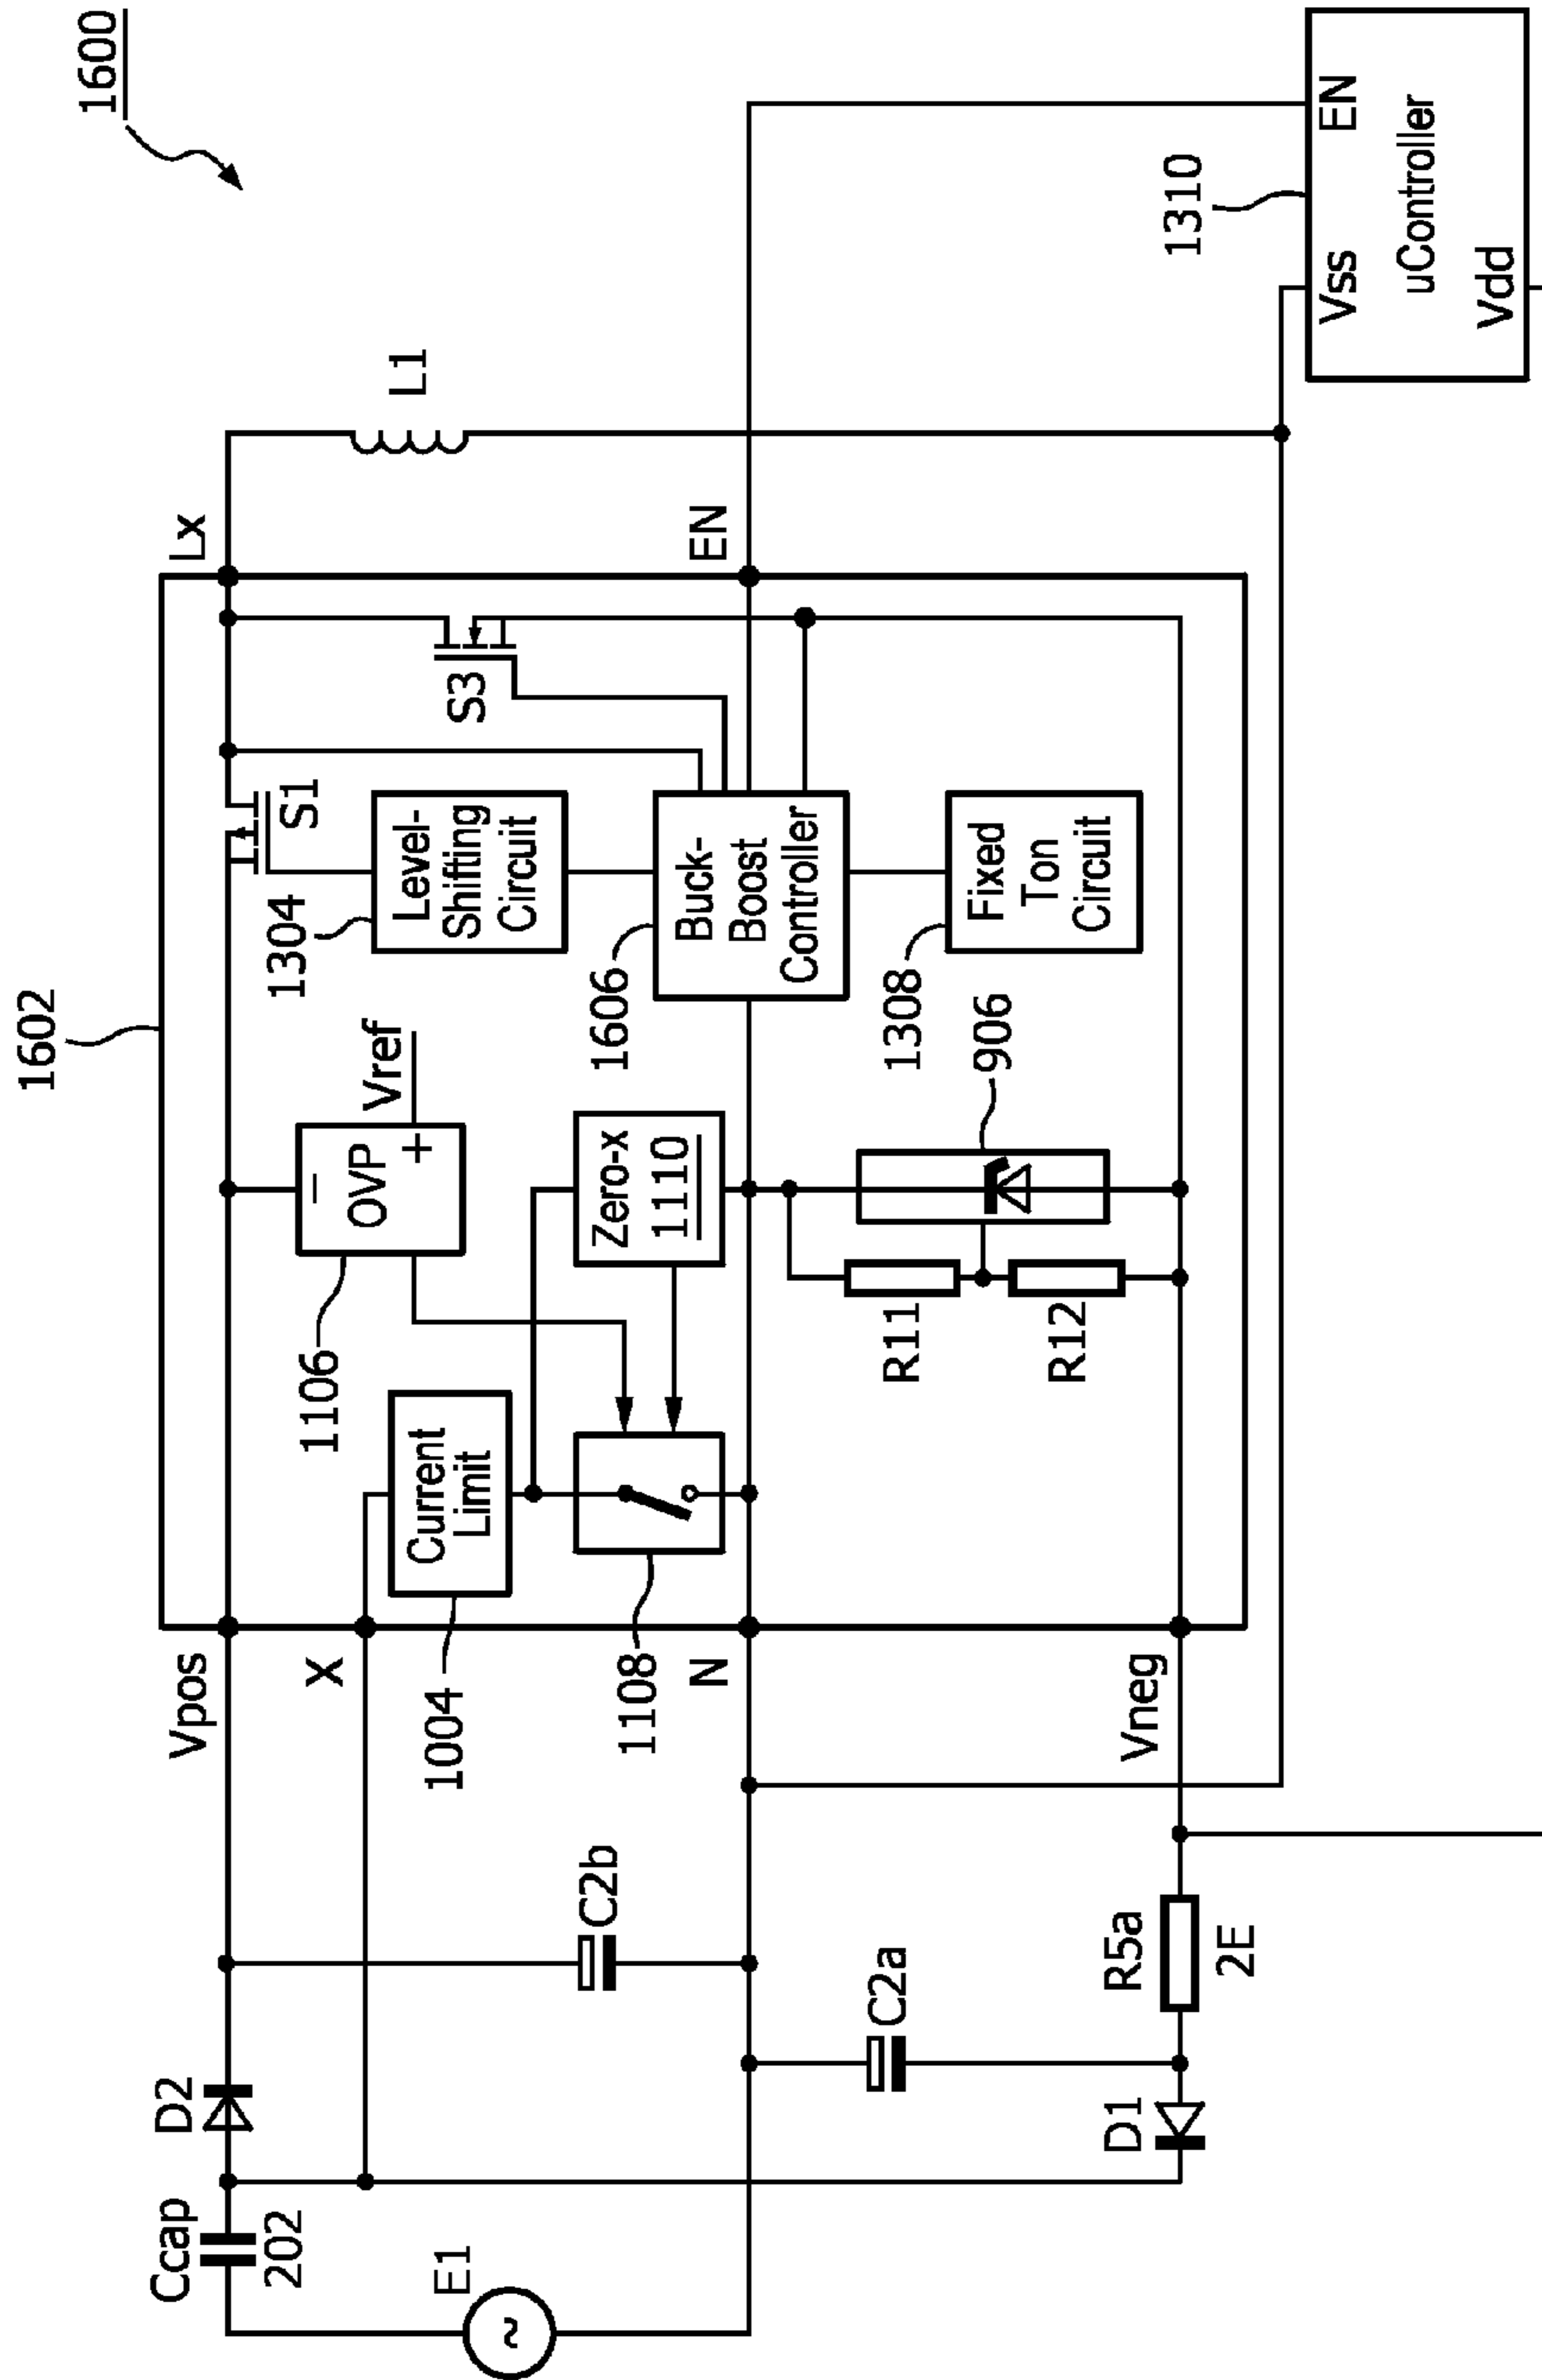 1600
1602
Ccap
202
E1
D2
C2b
C2a
D1
R5a
2E
Vpos
X
N
Vneg
1004
Current
Limit
1108
1106
OVP
−
+
Vref
Zero-x
1110
R11
R12
906
1304
Level-
Shifting
Circuit
S1
1606
Buck-
Boost
Controller
1308
Fixed
Ton
Circuit
S3
Lx
EN
L1
1310
Vss
EN
uController
Vdd